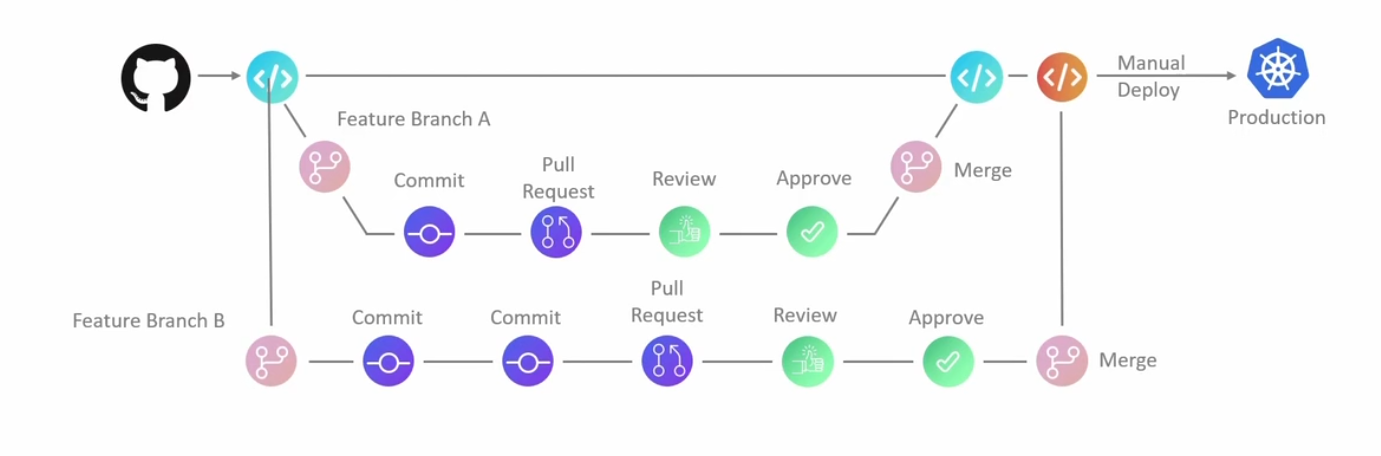 Manual
Deploy
Production
Feature Branch A
Commit
Pull
Request
Review
Approve
Merge
Feature Branch B
Commit
Commit
Pull
Request
Review
Approve
Merge